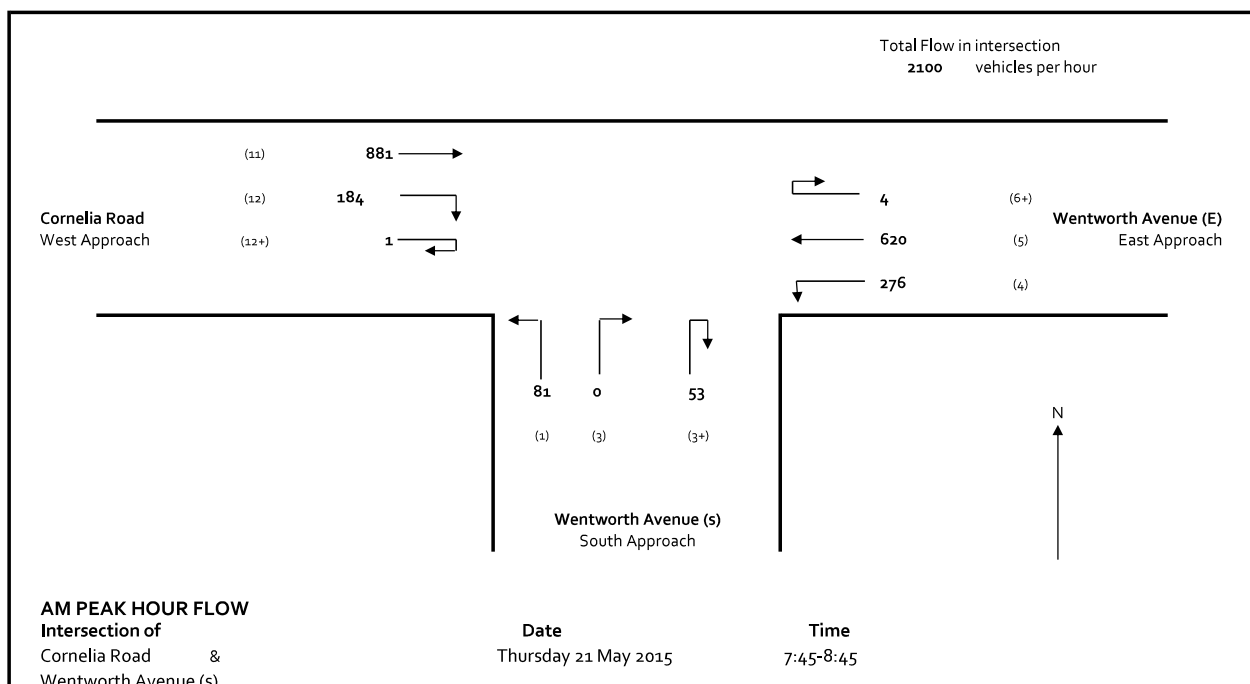 Total Flow in intersection
2100 vehicles per hour
(11) 881
(12) 184 4 (6+)
Cornelia Road Wentworth Avenue (E)
West Approach (12+) 1 620 (5) East Approach
276 (4)
81 0 53
(1) (3) (3+)
N
Wentworth Avenue (s)
South Approach
AM PEAK HOUR FLOW
Intersection of Date Time
Cornelia Road & Thursday 21 May 2015 7:45-8:45
Wentworth Avenue (s)